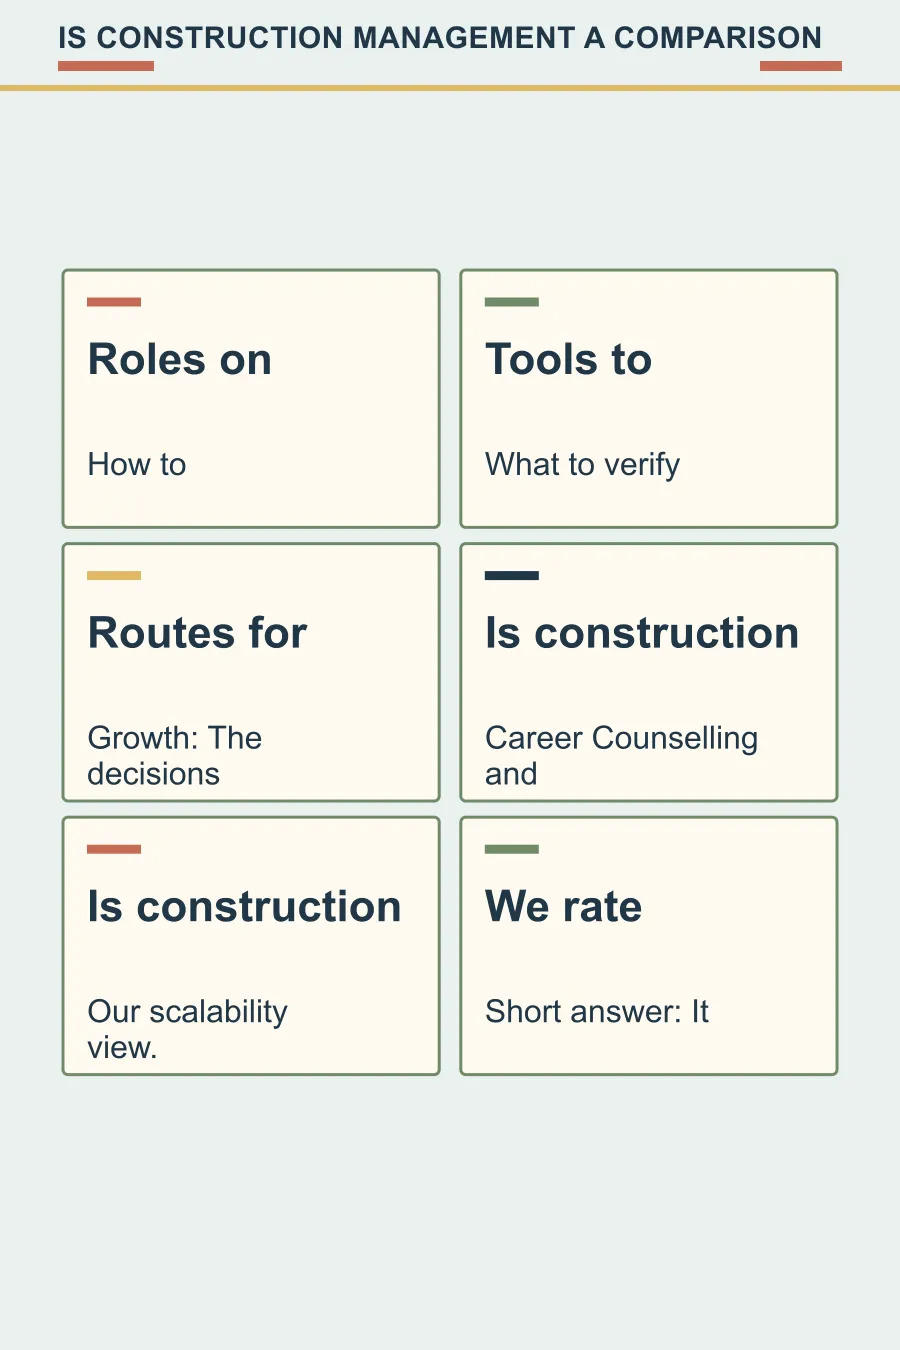 IS CONSTRUCTION MANAGEMENT A COMPARISON
Roles on
How to
Tools to
What to verify
Routes for
Growth: The
decisions
Is construction
Career Counselling
and
Is construction
Our scalability
view.
We rate
Short answer: It